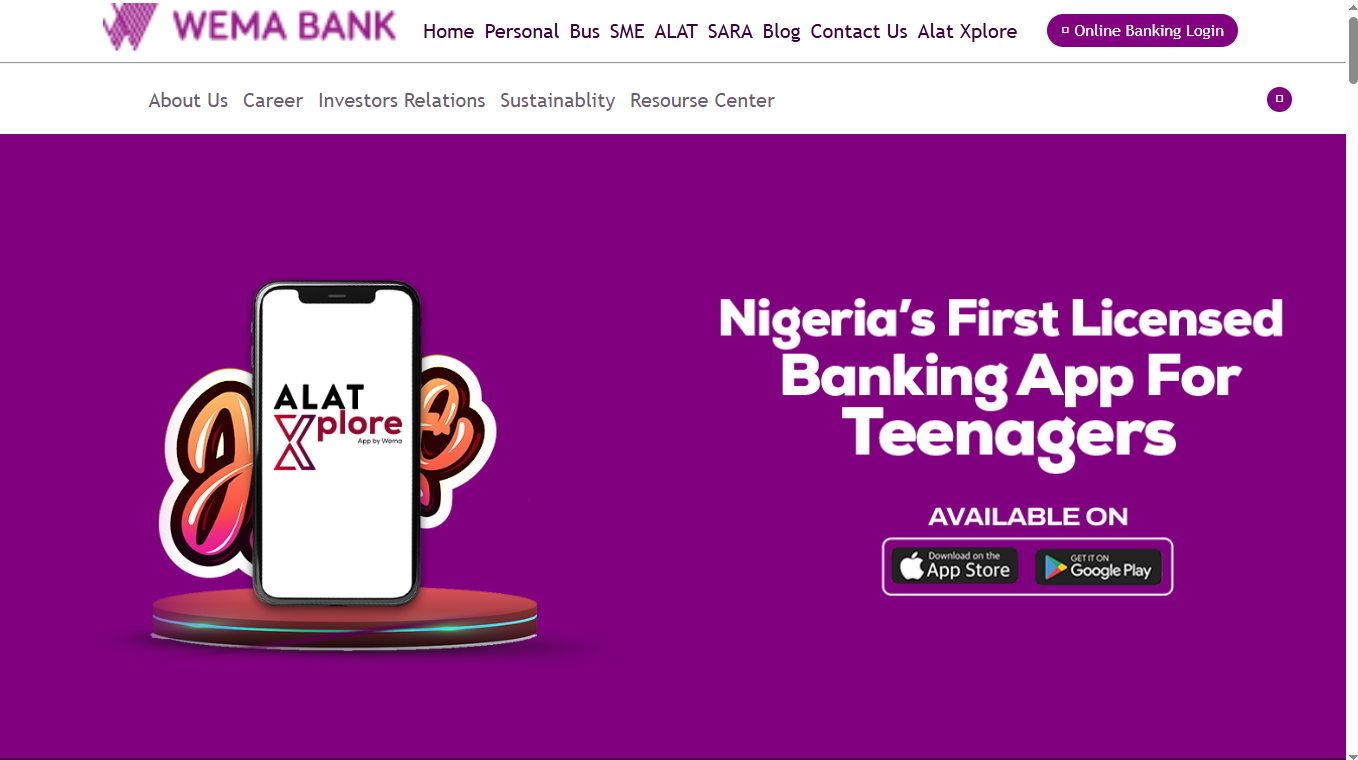 WEMA BANK
Home Personal Bus SME ALAT SARA Blog Contact Us Alat Xplore
Online Banking Login
About Us Career Investors Relations Sustainablity Resourse Center
ALAT
Xplore
App by Wema
Nigeria’s First Licensed
Banking App For
Teenagers
AVAILABLE ON
Download on the
App Store
GET IT ON
Google Play